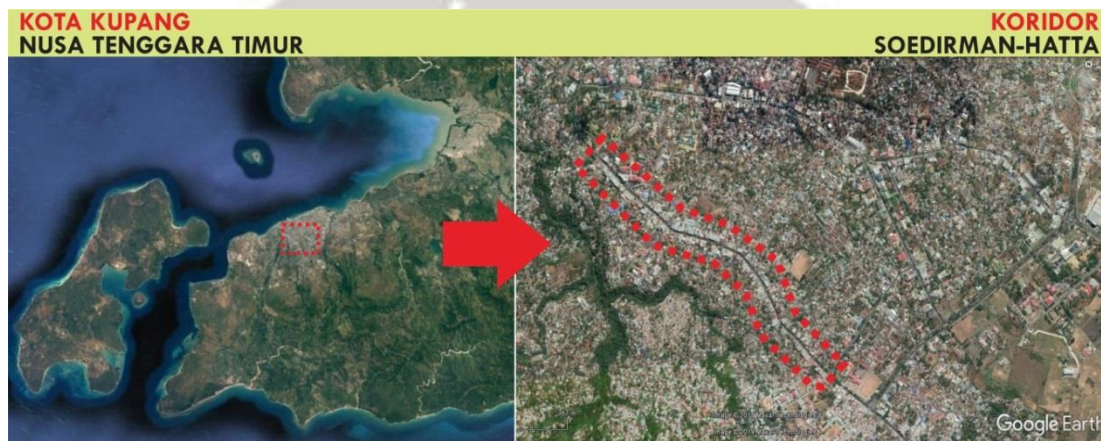 KOTA KUPANG
NUSA TENGGARA TIMUR
KORIDOR
SOEDIRMAN-HATTA
Google Earth